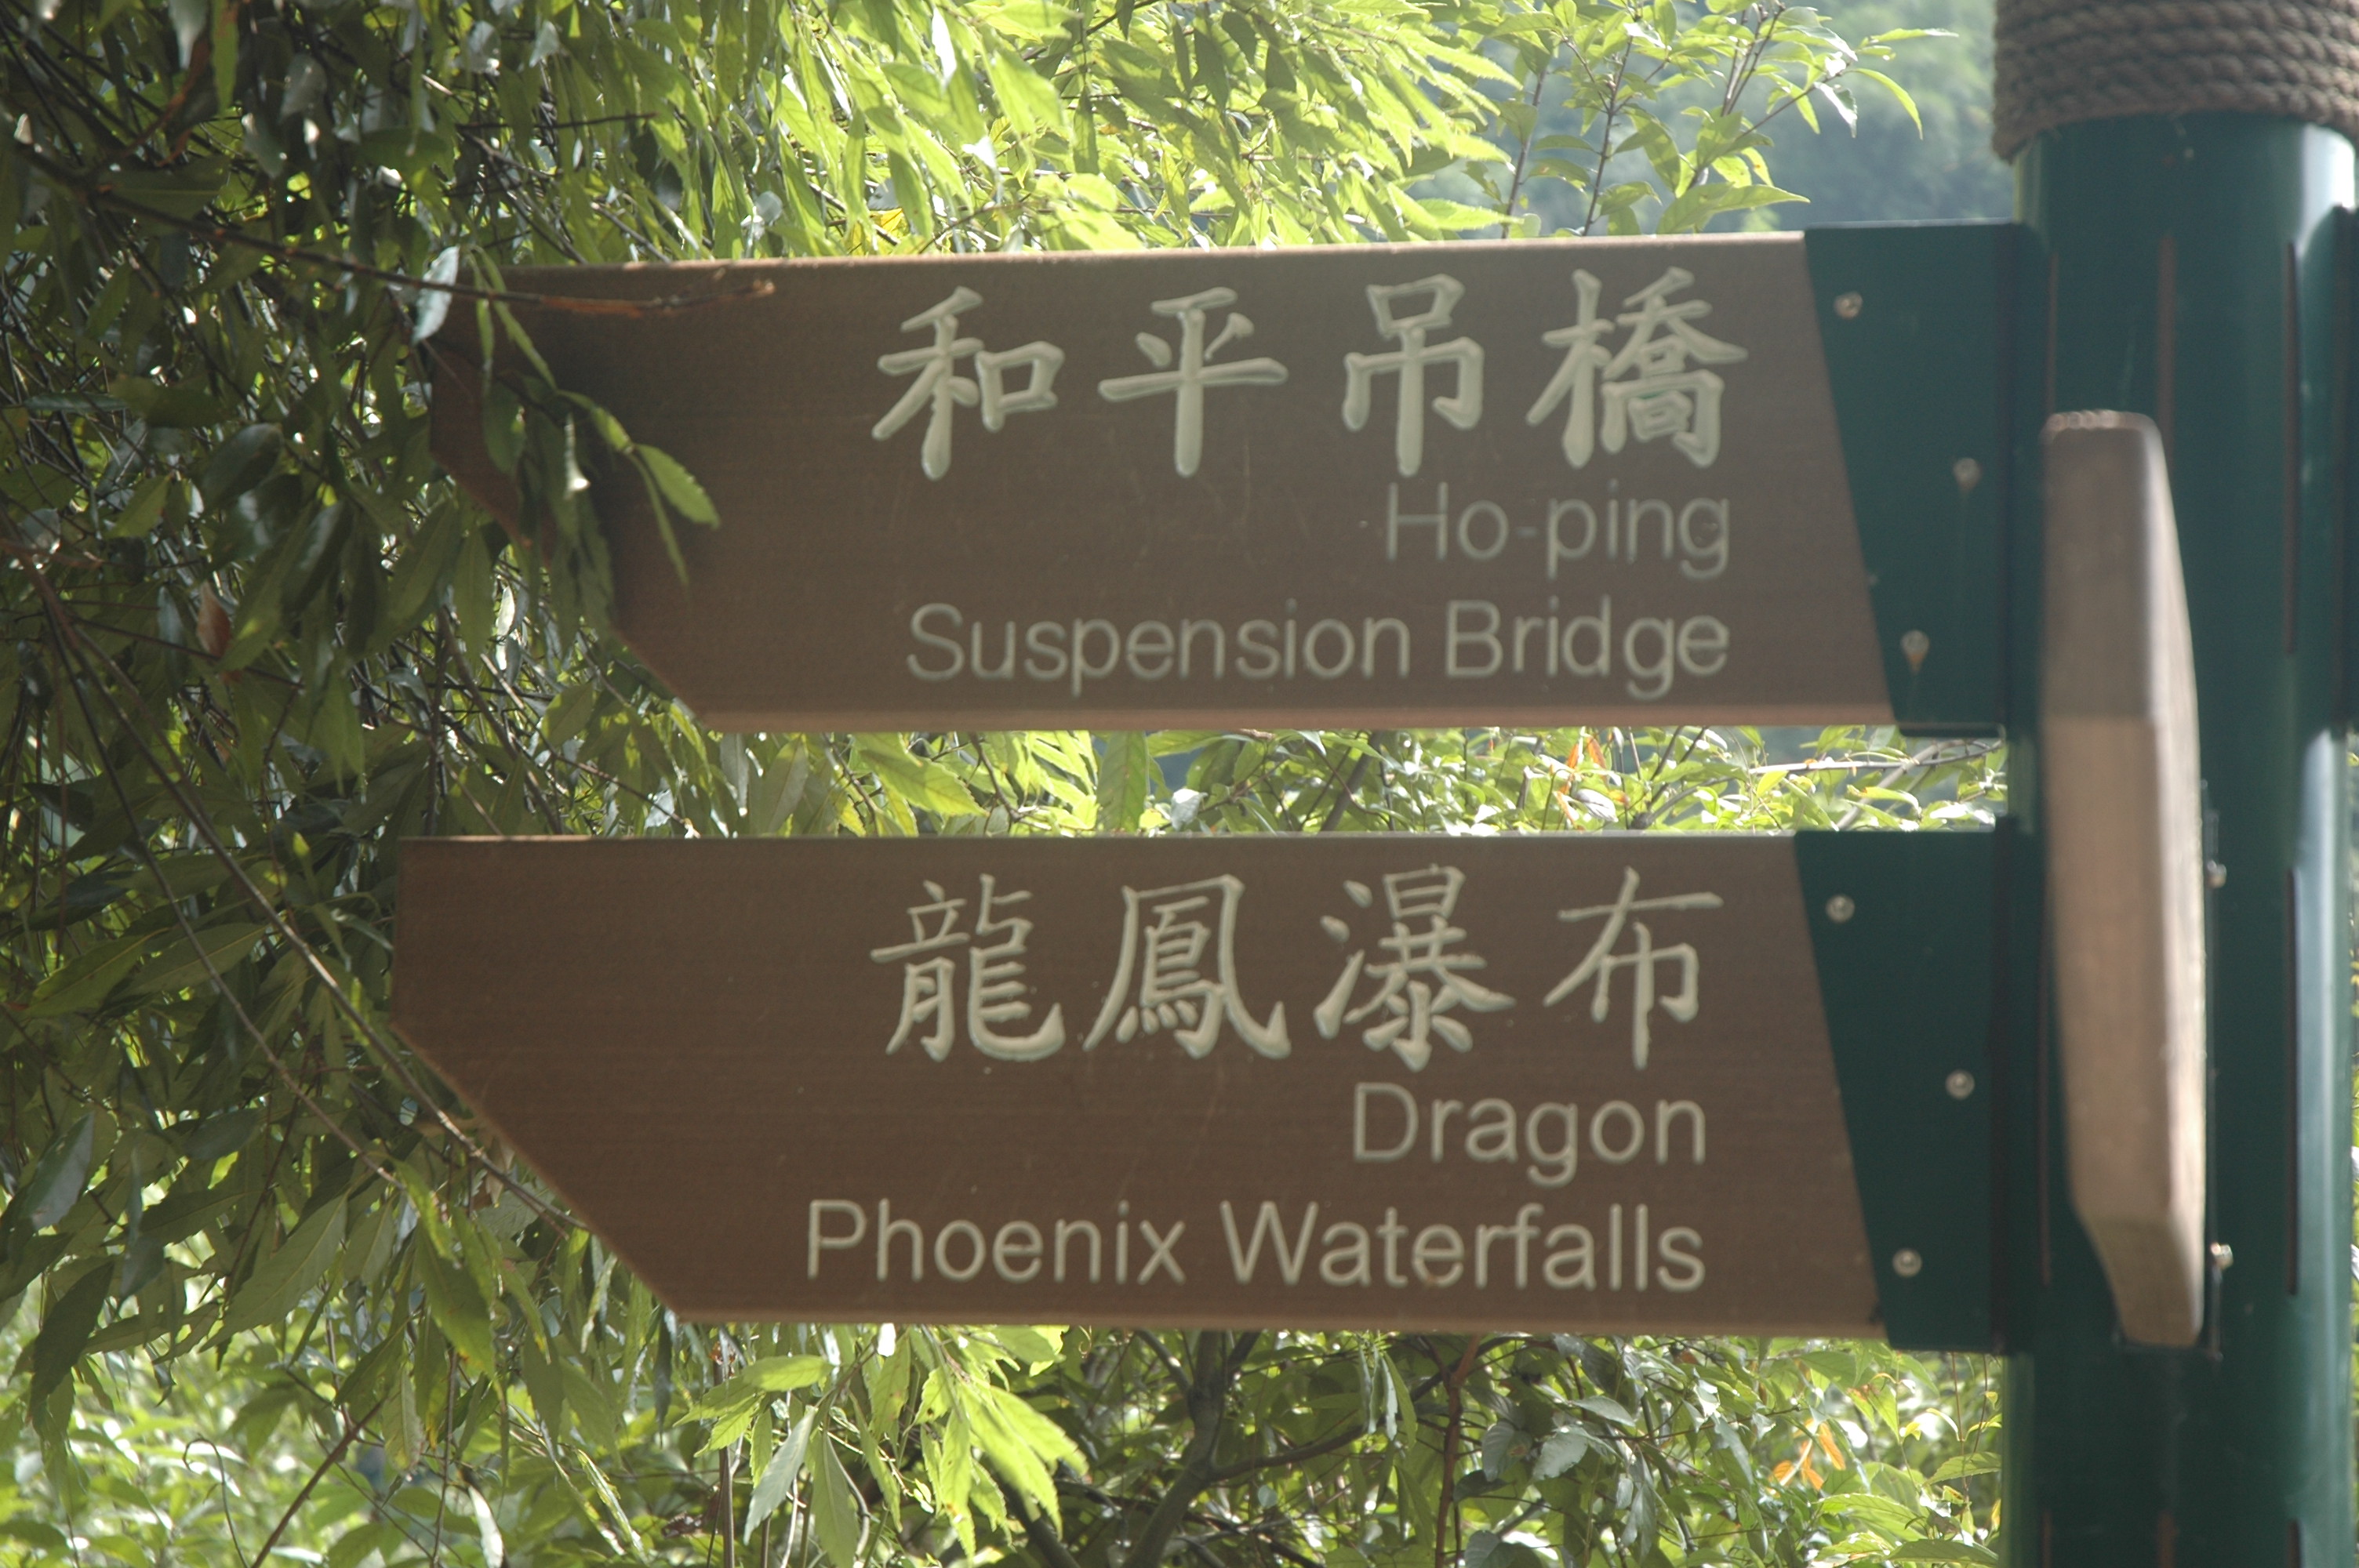 和平吊橋
Ho-ping
Suspension Bridge
龍鳳瀑布
Dragon
Phoenix Waterfalls